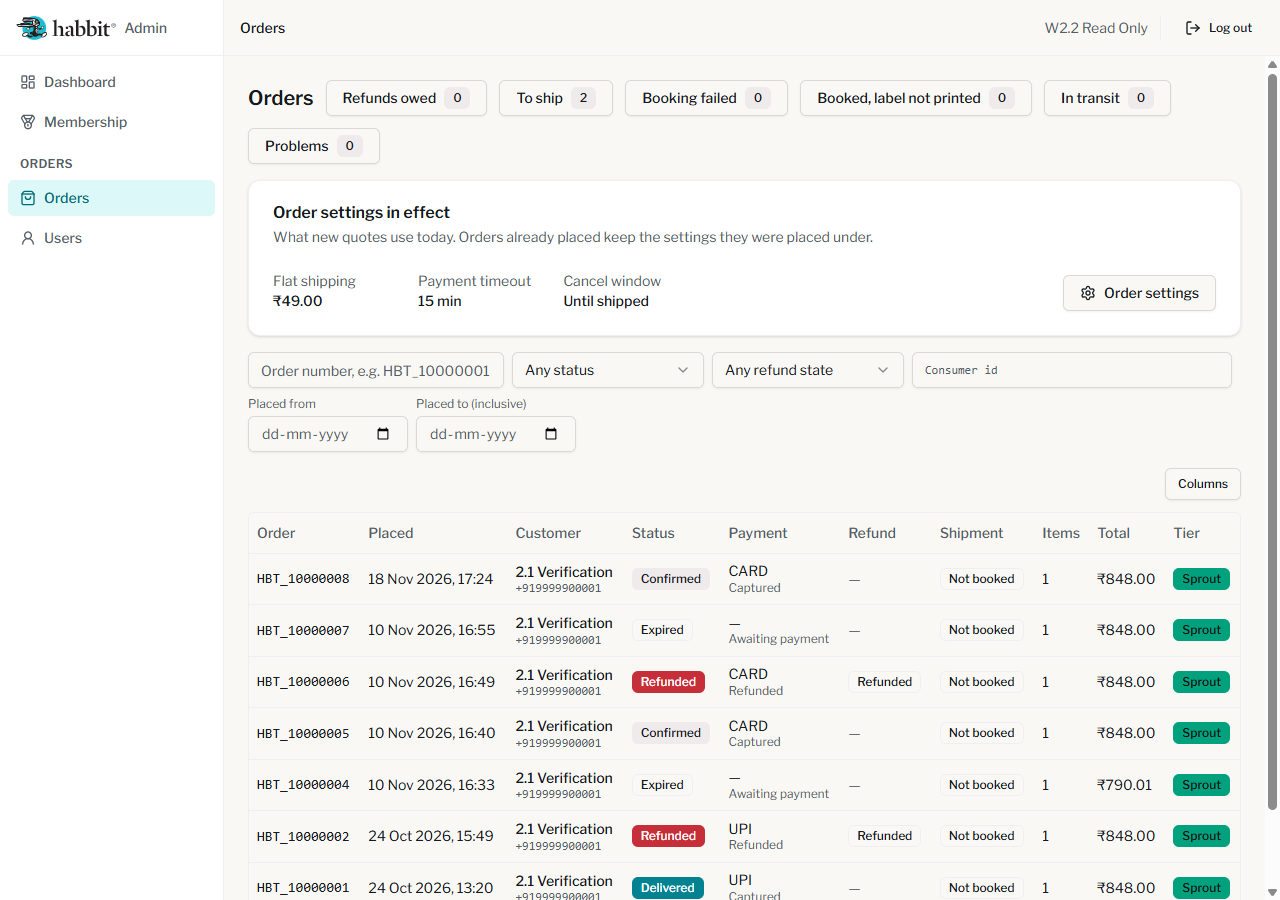 habbit® Admin
Orders
W2.2 Read Only
Log out
Dashboard
Membership
ORDERS
Orders
Users
Orders
Refunds owed 0
To ship 2
Booking failed 0
Booked, label not printed 0
In transit 0
Problems 0
Order settings in effect
What new quotes use today. Orders already placed keep the settings they were placed under.
Flat shipping
₹49.00
Payment timeout
15 min
Cancel window
Until shipped
Order settings
Order number, e.g. HBT_10000001
Any status
Any refund state
Consumer id
Placed from
dd-mm-yyyy
Placed to (inclusive)
dd-mm-yyyy
Columns
Order Placed Customer Status Payment Refund Shipment Items Total Tier
HBT_10000008 18 Nov 2026, 17:24 2.1 Verification +919999900001 Confirmed CARD Captured — Not booked 1 ₹848.00 Sprout
HBT_10000007 10 Nov 2026, 16:55 2.1 Verification +919999900001 Expired — Awaiting payment — Not booked 1 ₹848.00 Sprout
HBT_10000006 10 Nov 2026, 16:49 2.1 Verification +919999900001 Refunded CARD Refunded Refunded Not booked 1 ₹848.00 Sprout
HBT_10000005 10 Nov 2026, 16:40 2.1 Verification +919999900001 Confirmed CARD Captured — Not booked 1 ₹848.00 Sprout
HBT_10000004 10 Nov 2026, 16:33 2.1 Verification +919999900001 Expired — Awaiting payment — Not booked 1 ₹790.01 Sprout
HBT_10000002 24 Oct 2026, 15:49 2.1 Verification +919999900001 Refunded UPI Refunded Refunded Not booked 1 ₹848.00 Sprout
HBT_10000001 24 Oct 2026, 13:20 2.1 Verification +919999900001 Delivered UPI Captured — Not booked 1 ₹848.00 Sprout